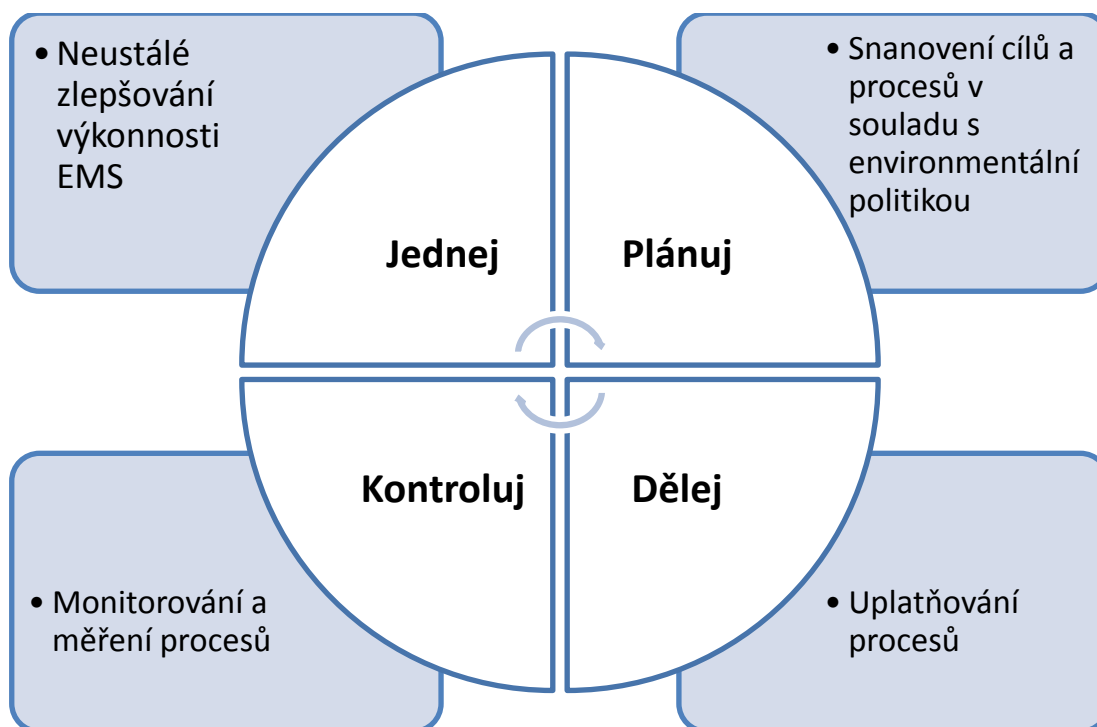 • Neustálé
zlepšování
výkonnosti
EMS
• Snanovení cílů a
procesů v
souladu s
environmentální
politikou
Jednej
Plánuj
Kontroluj
Dělej
• Monitorování a
měření procesů
• Uplatňování
procesů